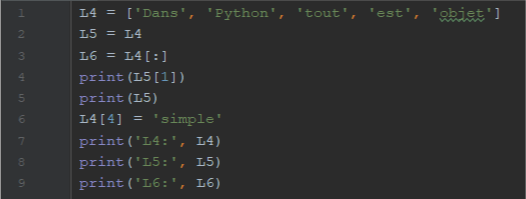 1 L4 = ['Dans', 'Python', 'tout', 'est', 'objet']
2 L5 = L4
3 L6 = L4[:]
4 print(L5[1])
5 print(L5)
6 L4[4] = 'simple'
7 print('L4:', L4)
8 print('L5:', L5)
9 print('L6:', L6)